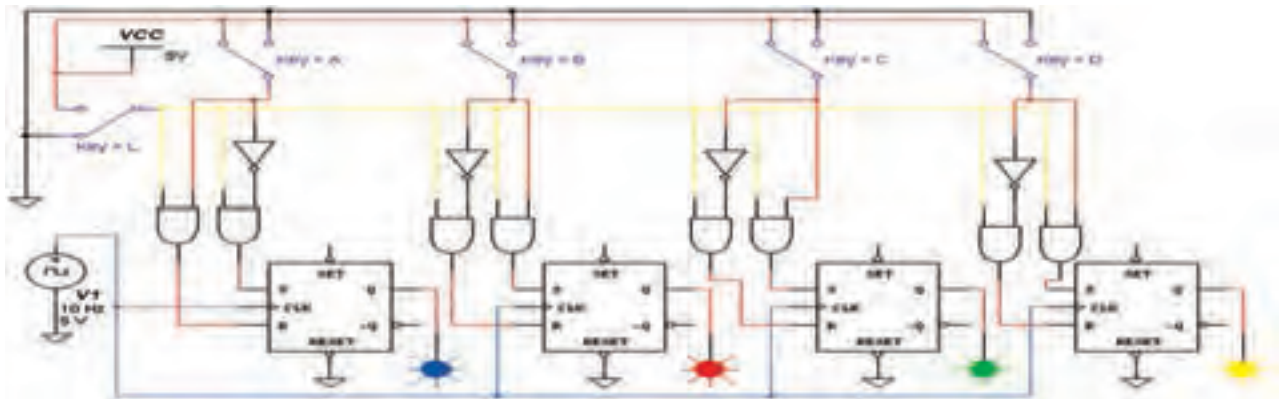 VCC
5V
Key = A
Key = B
Key = C
Key = D
Key = L
V1
10 Hz
5 V
SET
S
Q
CLK
R
~Q
RESET
SET
S
Q
CLK
R
~Q
RESET
SET
S
Q
CLK
R
~Q
RESET
SET
S
Q
CLK
R
~Q
RESET